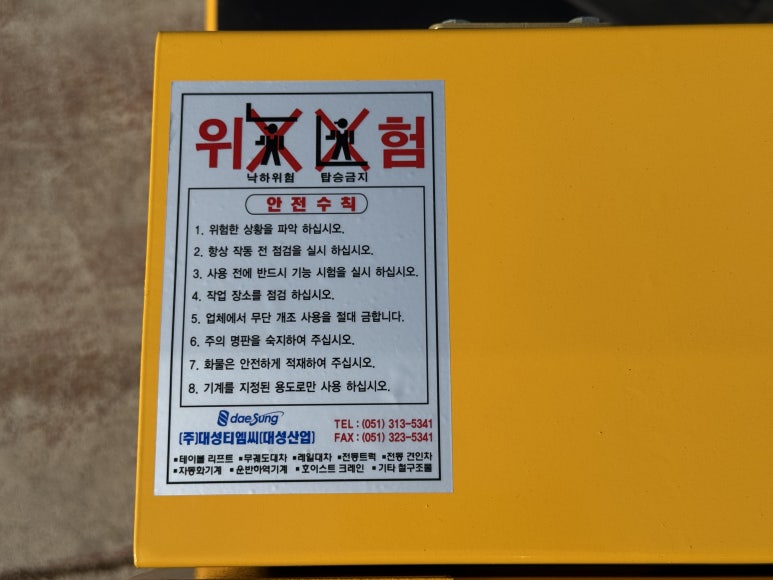 위험
낙하위험 탑승금지
안전수칙
1. 위험한 상황을 파악 하십시오.
2. 항상 작동 전 점검을 실시 하십시오.
3. 사용 전에 반드시 기능 시험을 실시 하십시오.
4. 작업 장소를 점검 하십시오.
5. 업체에서 무단 개조 사용을 절대 금합니다.
6. 주의 명판을 숙지하여 주십시오.
7. 화물은 안전하게 적재하여 주십시오.
8. 기계를 지정된 용도로만 사용 하십시오.
daeSung
(주)대성티엠씨(대성산업)
TEL : (051) 313-5341
FAX : (051) 323-5341
▪테이블 리프트 ▪무궤도대차 ▪레일대차 ▪전동트럭 ▪전동 견인차
▪자동화기계 ▪운반하역기계 ▪호이스트 크레인 ▪기타 철구조물